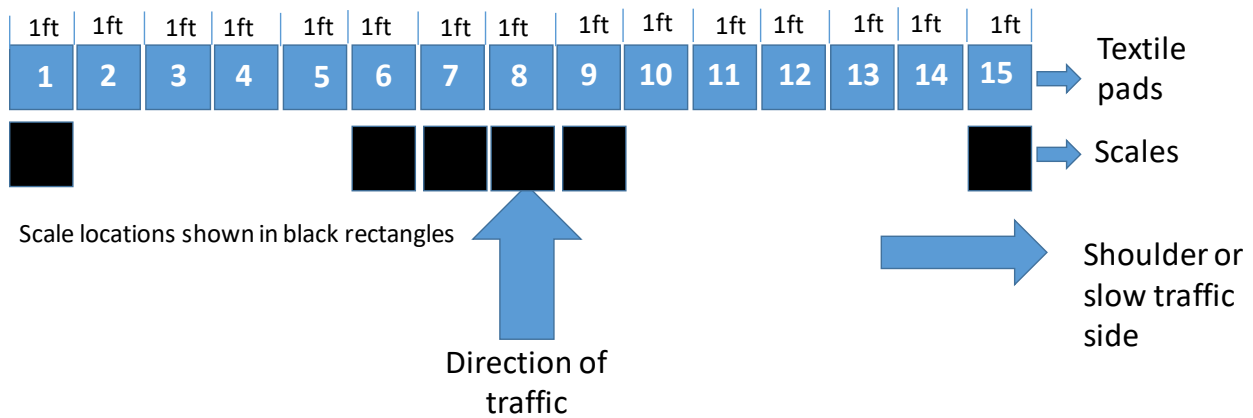 1ft 1ft 1ft 1ft 1ft 1ft 1ft 1ft 1ft 1ft 1ft 1ft 1ft 1ft 1ft
1 2 3 4 5 6 7 8 9 10 11 12 13 14 15
Textile
pads
Scales
Scale locations shown in black rectangles
Shoulder or
slow traffic
side
Direction of
traffic